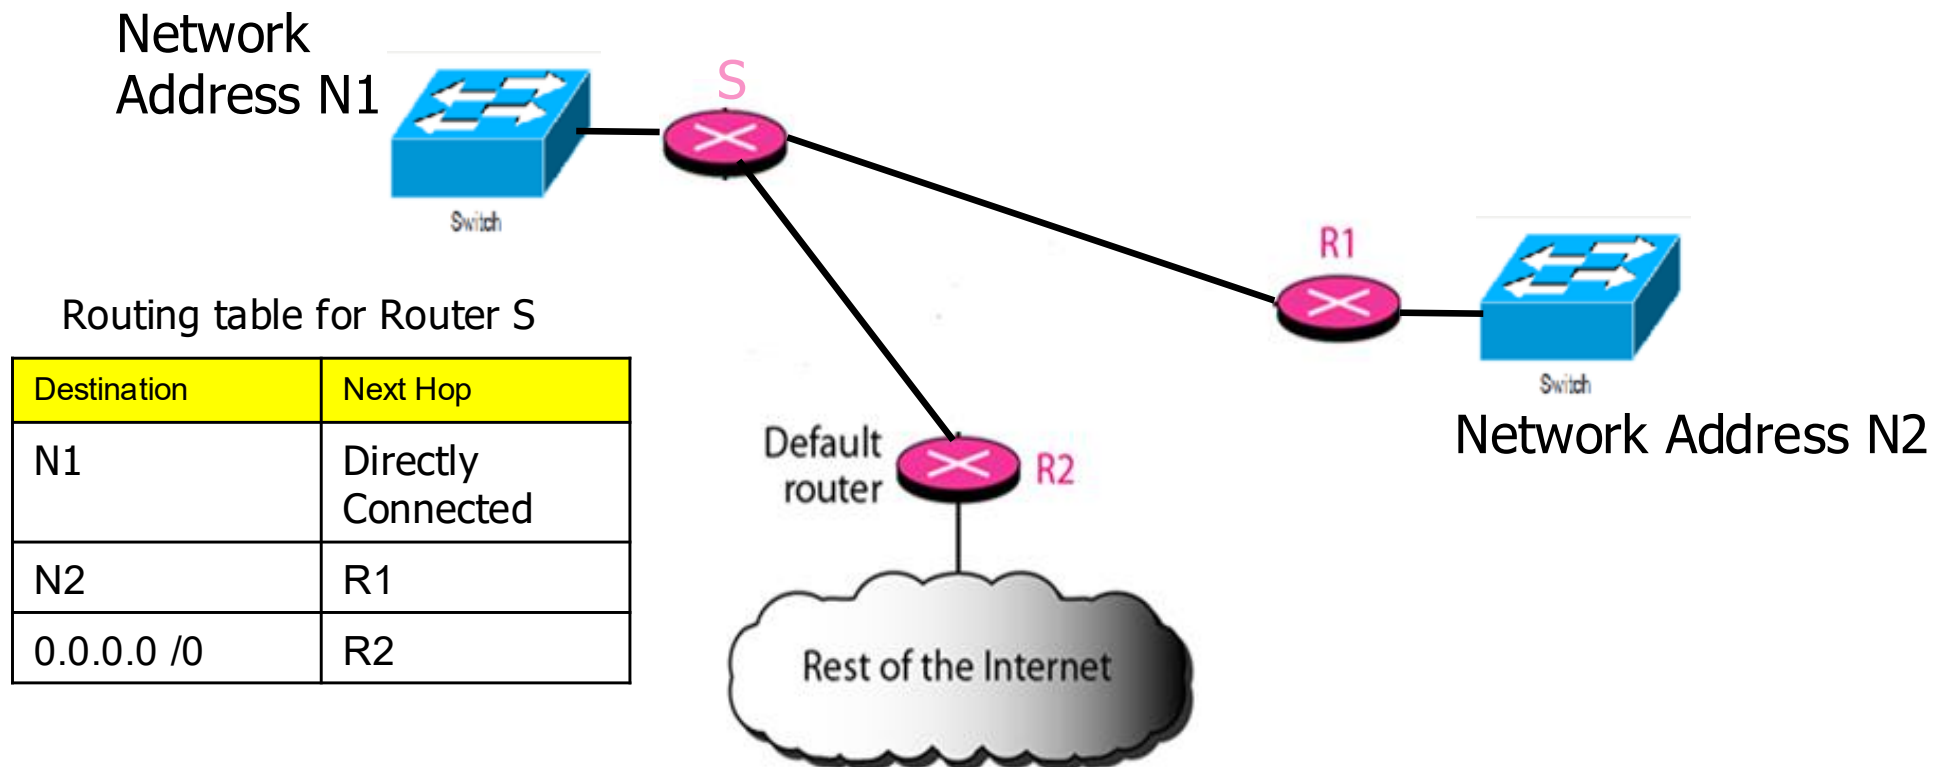 Network
Address N1
S
Switch
R1
Switch
Network Address N2
Routing table for Router S
Destination
Next Hop
N1
Directly
Connected
N2
R1
0.0.0.0 /0
R2
Default
router
R2
Rest of the Internet